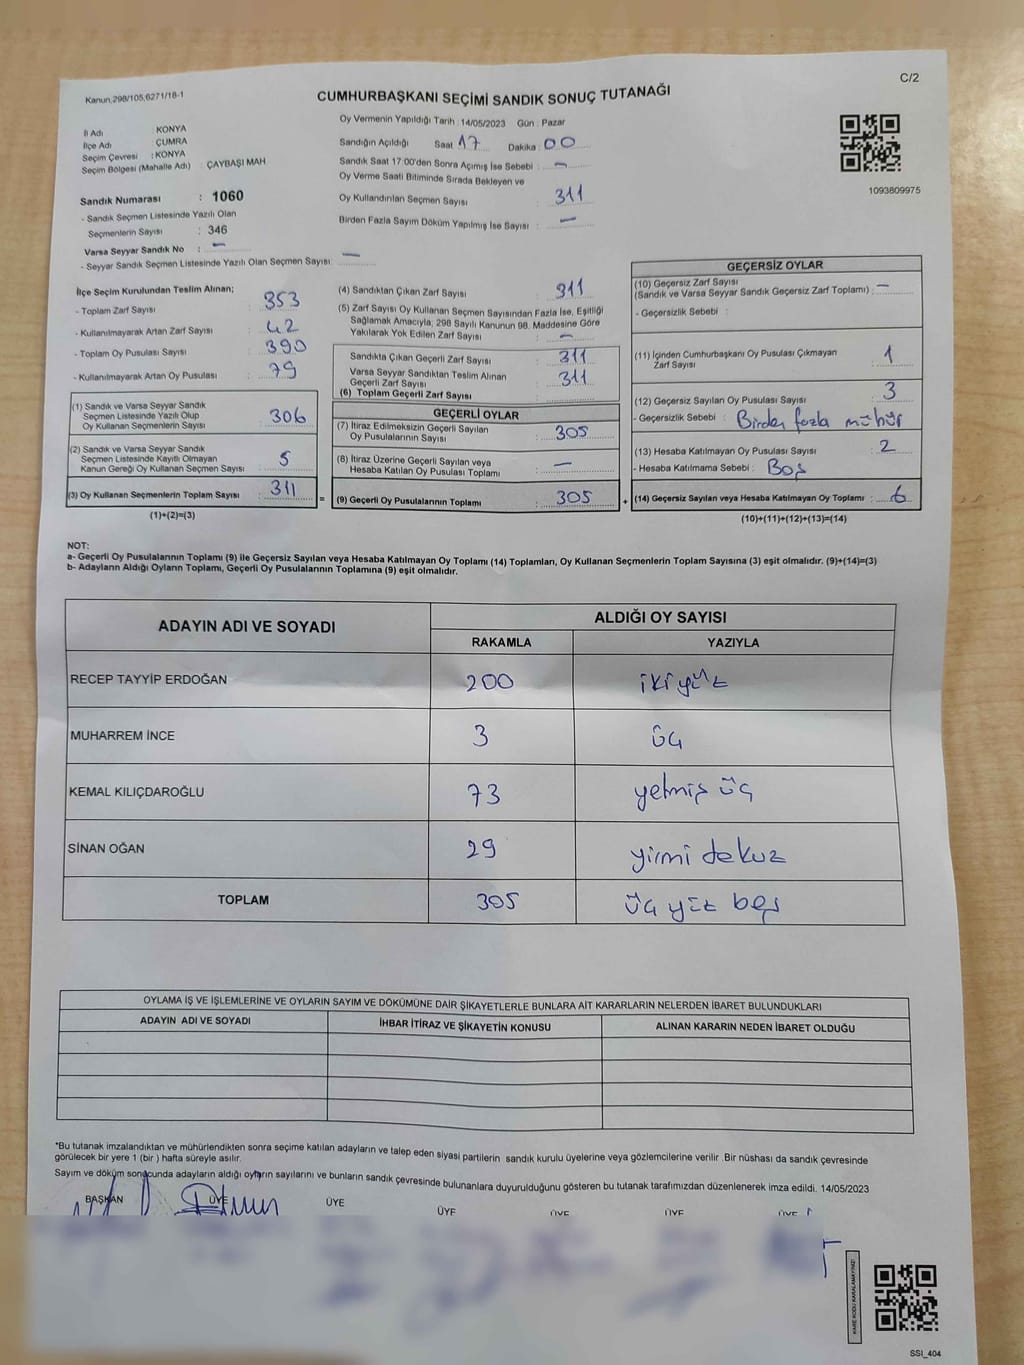 C/2
Kanun,298/105,6271/18-1
CUMHURBAŞKANI SEÇİMİ SANDIK SONUÇ TUTANAĞI
İl Adı : KONYA
İlçe Adı : ÇUMRA
Seçim Çevresi : KONYA
Seçim Bölgesi (Mahalle Adı) : ÇAYBAŞI MAH
Sandık Numarası : 1060
- Sandık Seçmen Listesinde Yazılı Olan
Seçmenlerin Sayısı : 346
Varsa Seyyar Sandık No : –
- Seyyar Sandık Seçmen Listesinde Yazılı Olan Seçmen Sayısı: –
Oy Vermenin Yapıldığı Tarih : 14/05/2023 Gün : Pazar
Sandığın Açıldığı Saat 17 Dakika : 00
Sandık Saat 17:00'den Sonra Açımış İse Sebebi : –
Oy Verme Saati Bitiminde Sırada Bekleyen ve
Oy Kullandırılan Seçmen Sayısı : 311
Birden Fazla Sayım Döküm Yapılmış İse Sayısı : –
1093809975
İlçe Seçim Kurulundan Teslim Alınan;
- Toplam Zarf Sayısı : 353
- Kullanılmayarak Artan Zarf Sayısı : 42
- Toplam Oy Pusulası Sayısı : 390
- Kullanılmayarak Artan Oy Pusulası : 79
(1) Sandık ve Varsa Seyyar Sandık
Seçmen Listesinde Yazılı Olup
Oy Kullanan Seçmenlerin Sayısı : 306
(2) Sandık ve Varsa Seyyar Sandık
Seçmen Listesinde Kayıtlı Olmayan
Kanun Gereği Oy Kullanan Seçmen Sayısı : 5
(3) Oy Kullanan Seçmenlerin Toplam Sayısı : 311
(1)+(2)=(3)
(4) Sandıktan Çıkan Zarf Sayısı : 311
(5) Zarf Sayısı Oy Kullanan Seçmen Sayısından Fazla İse, Eşitliği
Sağlamak Amacıyla; 298 Sayılı Kanunun 98. Maddesine Göre
Yakılarak Yok Edilen Zarf Sayısı : –
Sandıkta Çıkan Geçerli Zarf Sayısı : 311
Varsa Seyyar Sandıktan Teslim Alınan
Geçerli Zarf Sayısı : 311
(6) Toplam Geçerli Zarf Sayısı :
GEÇERLİ OYLAR
(7) İtiraz Edilmeksizin Geçerli Sayılan
Oy Pusulalarının Sayısı : 305
(8) İtiraz Üzerine Geçerli Sayılan veya
Hesaba Katılan Oy Pusulası Toplamı : –
= (9) Geçerli Oy Pusulalarının Toplamı : 305 +
GEÇERSİZ OYLAR
(10) Geçersiz Zarf Sayısı
(Sandık ve Varsa Seyyar Sandık Geçersiz Zarf Toplamı) : –
- Geçersizlik Sebebi :
(11) İçinden Cumhurbaşkanı Oy Pusulası Çıkmayan
Zarf Sayısı : 1
(12) Geçersiz Sayılan Oy Pusulası Sayısı : 3
- Geçersizlik Sebebi : Birden fazla mühür
(13) Hesaba Katılmayan Oy Pusulası Sayısı : 2
- Hesaba Katılmama Sebebi : Boş
(14) Geçersiz Sayılan veya Hesaba Katılmayan Oy Toplamı : 6
(10)+(11)+(12)+(13)=(14)
NOT:
a- Geçerli Oy Pusulalarının Toplamı (9) ile Geçersiz Sayılan veya Hesaba Katılmayan Oy Toplamı (14) Toplamları, Oy Kullanan Seçmenlerin Toplam Sayısına (3) eşit olmalıdır. (9)+(14)=(3)
b- Adayların Aldığı Oyların Toplamı, Geçerli Oy Pusulalarının Toplamına (9) eşit olmalıdır.
ADAYIN ADI VE SOYADI ALDIĞI OY SAYISI
RAKAMLA YAZIYLA
RECEP TAYYİP ERDOĞAN 200 iki yüz
MUHARREM İNCE 3 üç
KEMAL KILIÇDAROĞLU 73 yetmiş üç
SİNAN OĞAN 29 yirmi dokuz
TOPLAM 305 üç yüz beş
OYLAMA İŞ VE İŞLEMLERİNE VE OYLARIN SAYIM VE DÖKÜMÜNE DAİR ŞİKAYETLERLE BUNLARA AİT KARARLARIN NELERDEN İBARET BULUNDUKLARI
ADAYIN ADI VE SOYADI İHBAR İTİRAZ VE ŞİKAYETİN KONUSU ALINAN KARARIN NEDEN İBARET OLDUĞU
*Bu tutanak imzalandıktan ve mühürlendikten sonra seçime katılan adayların ve talep eden siyasi partilerin sandık kurulu üyelerine veya gözlemcilerine verilir .Bir nüshası da sandık çevresinde
görülecek bir yere 1 (bir ) hafta süreyle asılır.
Sayım ve döküm sonucunda adayların aldığı oyların sayılarını ve bunların sandık çevresinde bulunanlara duyurulduğunu gösteren bu tutanak tarafımızdan düzenlenerek imza edildi. 14/05/2023
BAŞKAN ÜYE ÜYE ÜYE ÜYE ÜYE ÜYE
KARE KODU KARALAMAYINIZ!
SSI_404